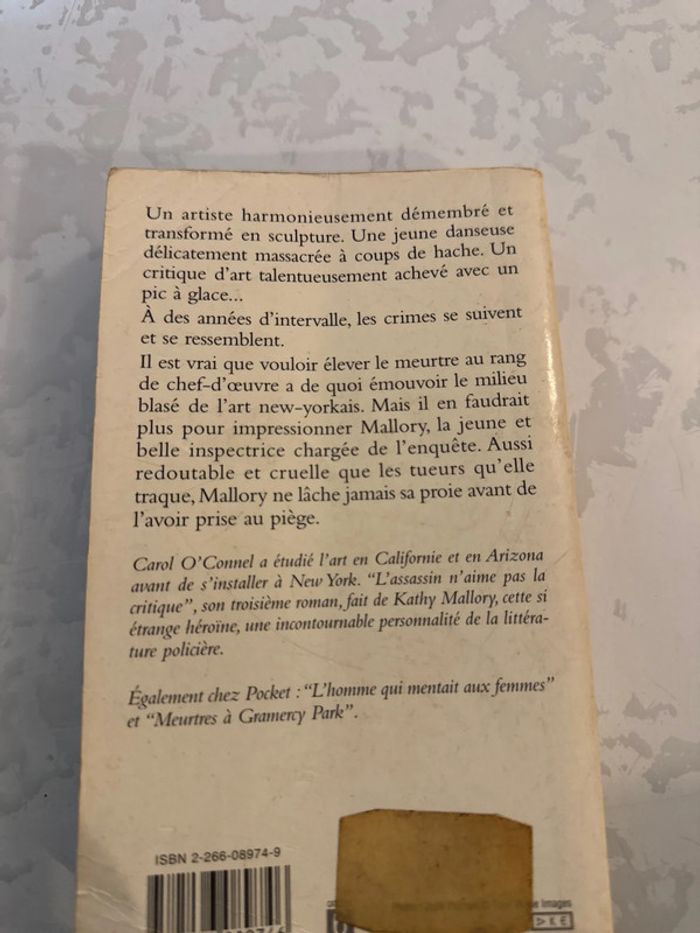 Un artiste harmonieusement démembré et
transformé en sculpture. Une jeune danseuse
délicatement massacrée à coups de hache. Un
critique d'art talentueusement achevé avec un
pic à glace...
À des années d'intervalle, les crimes se suivent
et se ressemblent.
Il est vrai que vouloir élever le meurtre au rang
de chef-d'œuvre a de quoi émouvoir le milieu
blasé de l'art new-yorkais. Mais il en faudrait
plus pour impressionner Mallory, la jeune et
belle inspectrice chargée de l'enquête. Aussi
redoutable et cruelle que les tueurs qu'elle
traque, Mallory ne lâche jamais sa proie avant de
l'avoir prise au piège.
Carol O'Connel a étudié l'art en Californie et en Arizona
avant de s'installer à New York. "L'assassin n'aime pas la
critique", son troisième roman, fait de Kathy Mallory, cette si
étrange héroïne, une incontournable personnalité de la littéra-
ture policière.
Également chez Pocket : "L'homme qui mentait aux femmes"
et "Meurtres à Gramercy Park".
ISBN 2-266-08974-9
Images